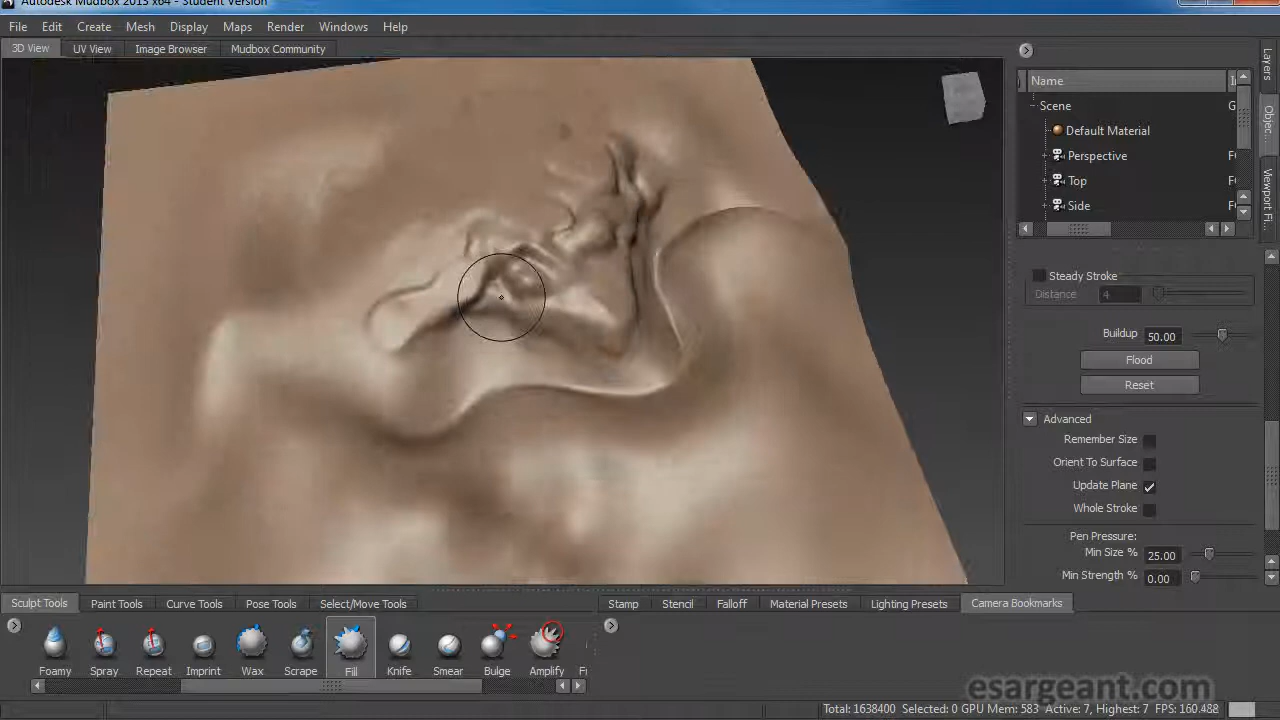 Autodesk Mudbox 2013 x64 - Student Version
File Edit Create Mesh Display Maps Render Windows Help
3D View UV View Image Browser Mudbox Community
Name
Scene
Default Material
Perspective
Top
Side
Layers
Objec...
Viewport Fi...
Steady Stroke
Distance 4
Buildup 50.00
Flood
Reset
Advanced
Remember Size
Orient To Surface
Update Plane
Whole Stroke
Pen Pressure:
Min Size % 25.00
Min Strength % 0.00
Sculpt Tools Paint Tools Curve Tools Pose Tools Select/Move Tools
Stamp Stencil Falloff Material Presets Lighting Presets Camera Bookmarks
Foamy Spray Repeat Imprint Wax Scrape Fill Knife Smear Bulge Amplify
esargeant.com
Total: 1638400 Selected: 0 GPU Mem: 583 Active: 7, Highest: 7 FPS: 160.488